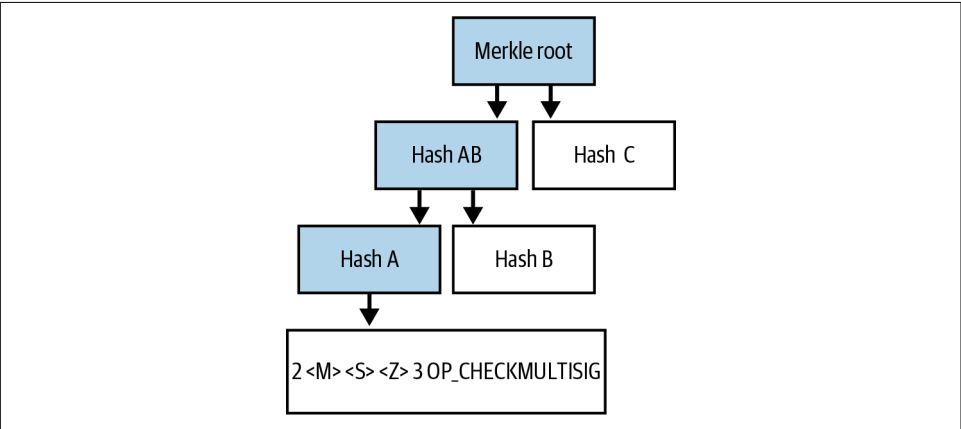 Merkle root
Hash AB
Hash C
Hash A
Hash B
2 <M> <S> <Z> 3 OP_CHECKMULTISIG